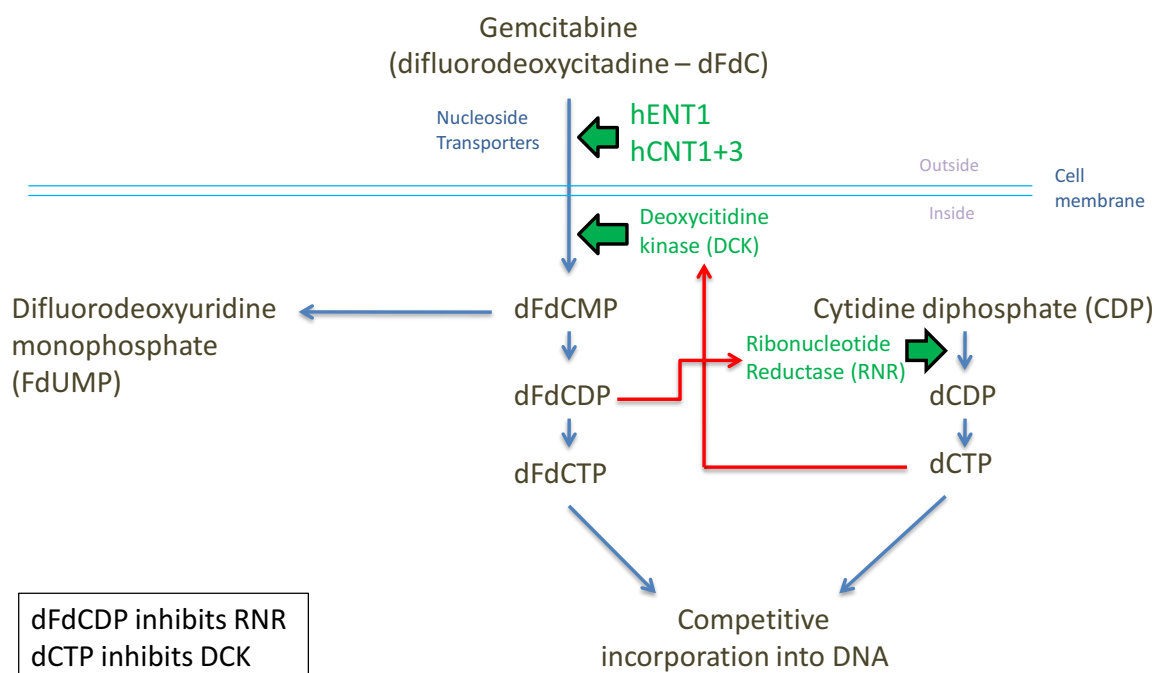 Gemcitabine
(difluorodeoxycitadine – dFdC)
Nucleoside
Transporters
hENT1
hCNT1+3
Outside
Inside
Cell
membrane
Deoxycitidine
kinase (DCK)
Difluorodeoxyuridine
monophosphate
(FdUMP)
dFdCMP
Cytidine diphosphate (CDP)
Ribonucleotide
Reductase (RNR)
dFdCDP
dCDP
dFdCTP
dCTP
Competitive
incorporation into DNA
dFdCDP inhibits RNR
dCTP inhibits DCK